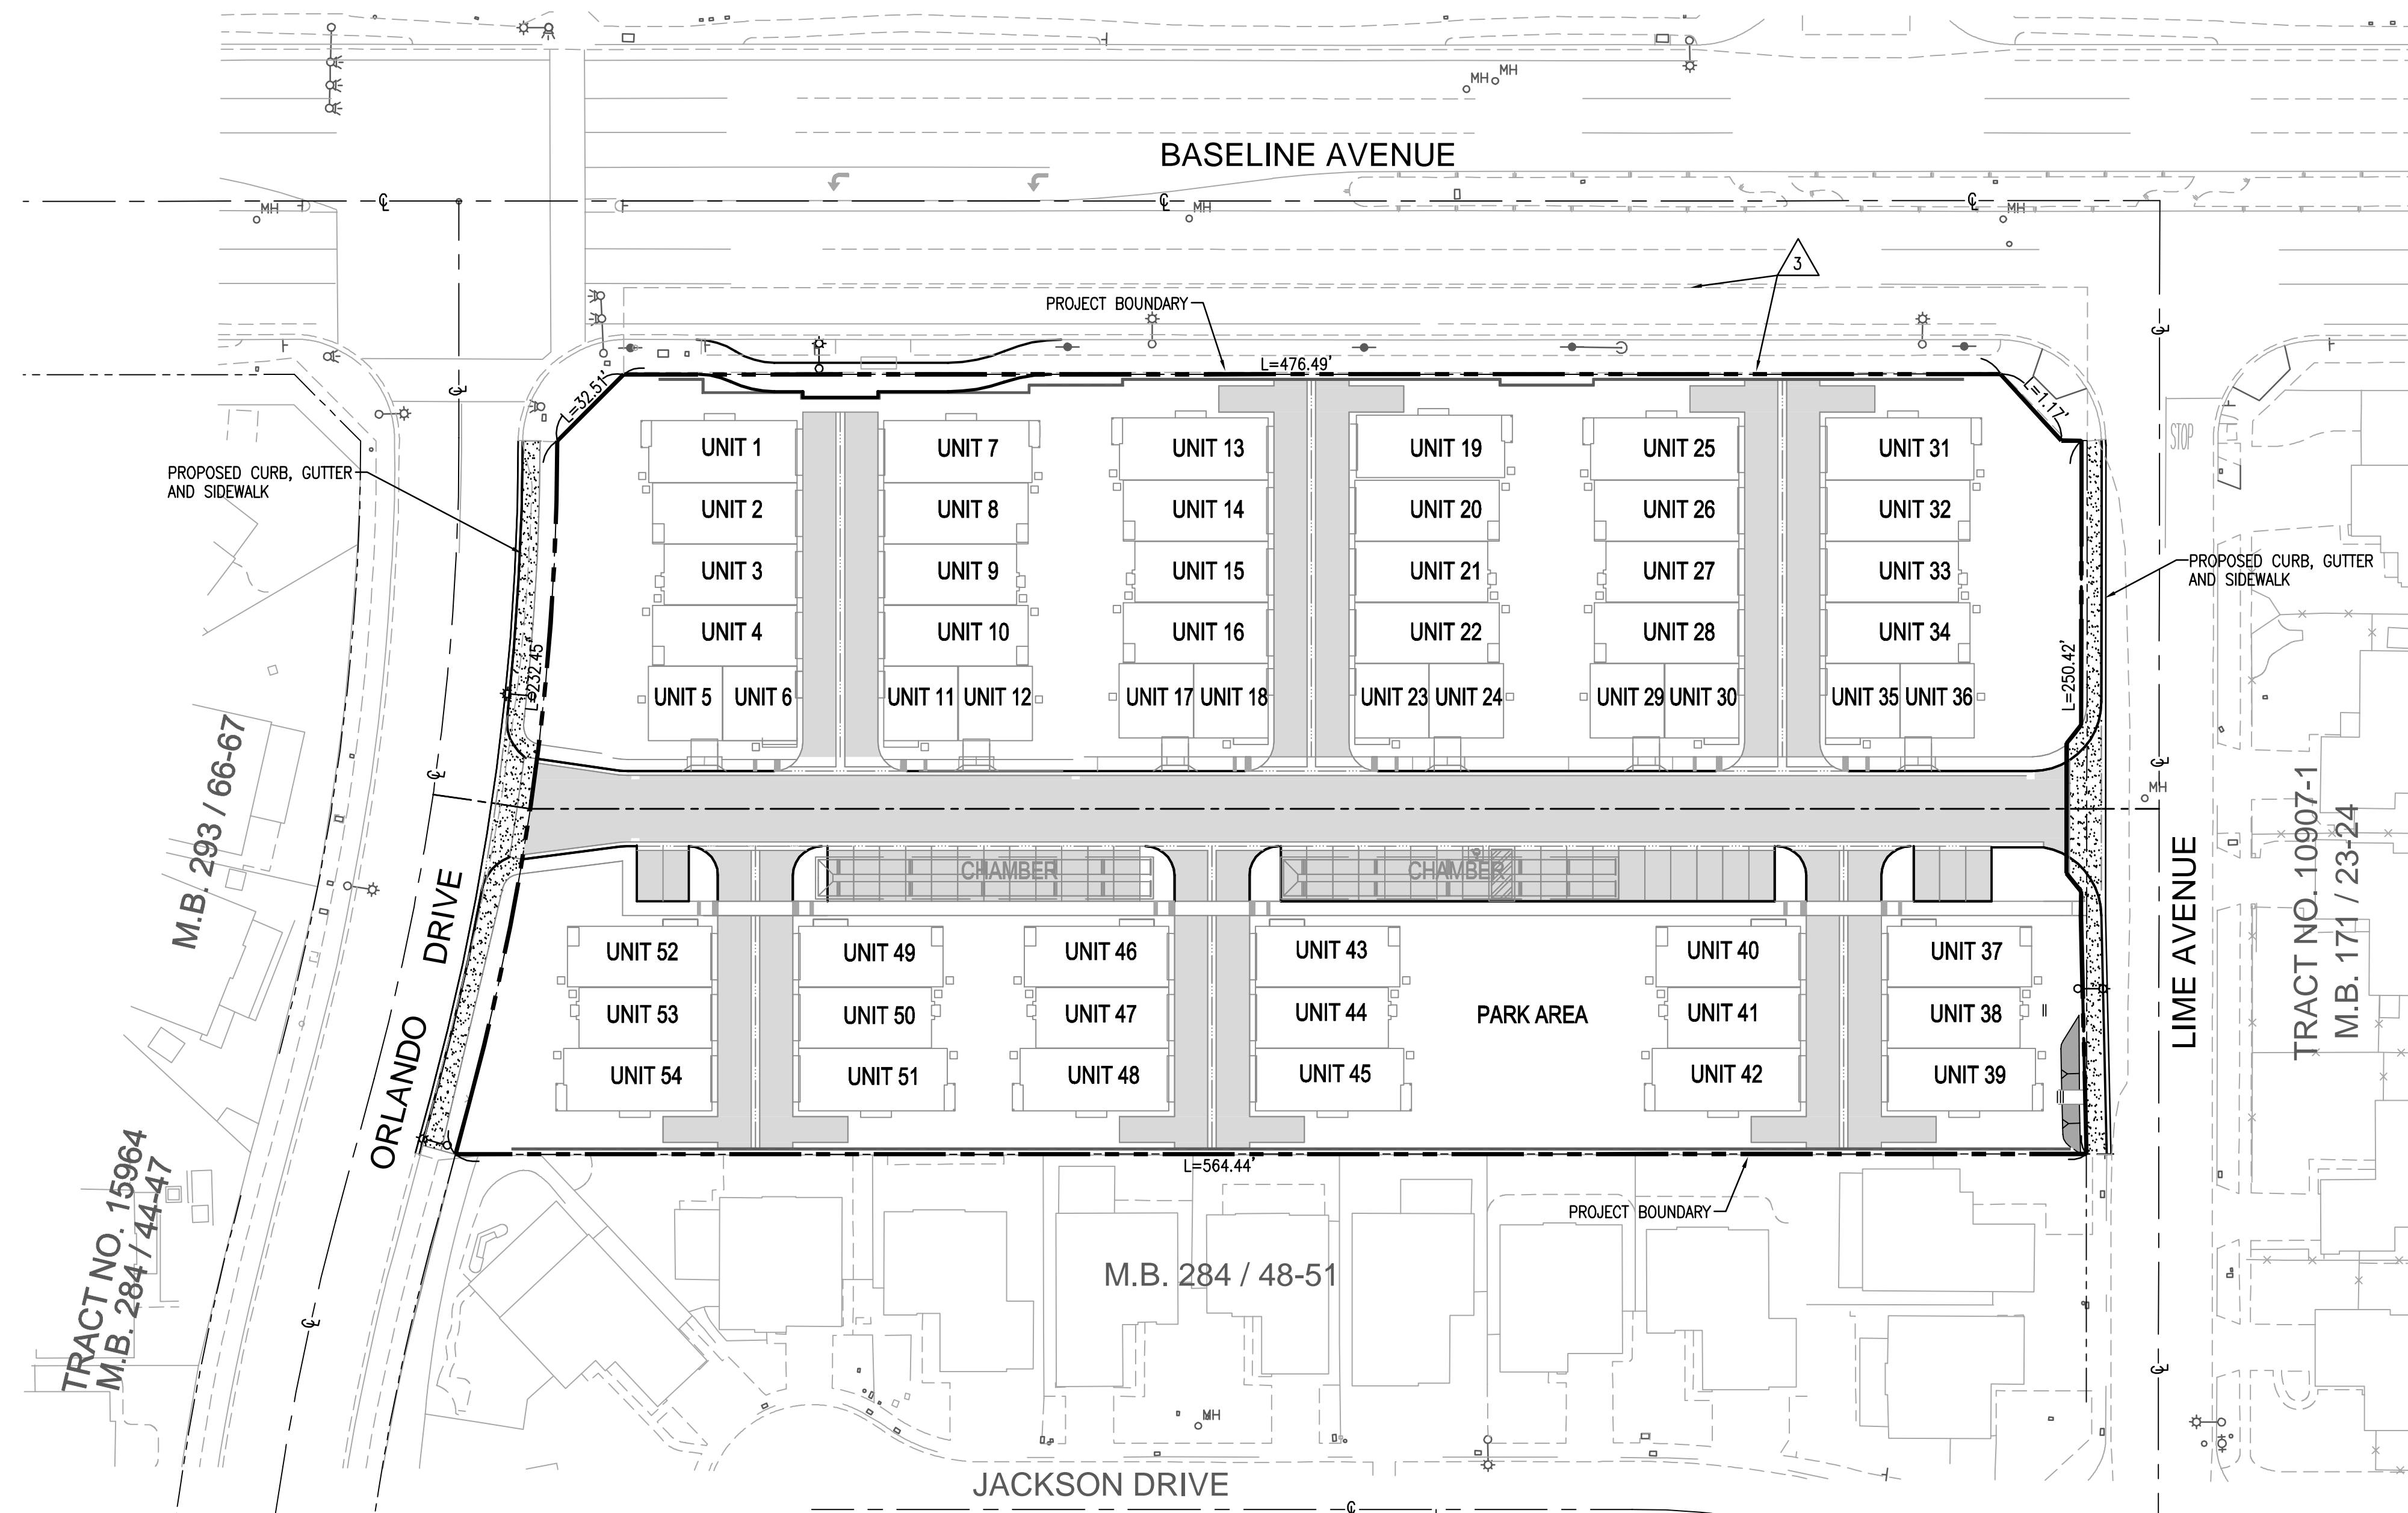 MH
MH
BASELINE AVENUE
MH
MH
MH
3
PROJECT BOUNDARY
L=476.49'
L=32.51'
L=1.17'
STOP
PROPOSED CURB, GUTTER
AND SIDEWALK
PROPOSED CURB, GUTTER
AND SIDEWALK
UNIT 1
UNIT 7
UNIT 13
UNIT 19
UNIT 25
UNIT 31
UNIT 2
UNIT 8
UNIT 14
UNIT 20
UNIT 26
UNIT 32
UNIT 3
UNIT 9
UNIT 15
UNIT 21
UNIT 27
UNIT 33
UNIT 4
UNIT 10
UNIT 16
UNIT 22
UNIT 28
UNIT 34
UNIT 5
UNIT 6
UNIT 11
UNIT 12
UNIT 17
UNIT 18
UNIT 23
UNIT 24
UNIT 29
UNIT 30
UNIT 35
UNIT 36
L=232.45'
L=250.42'
MH
M.B. 293 / 66-67
ORLANDO DRIVE
LIME AVENUE
TRACT NO. 10907-1
M.B. 171 / 23-24
CHAMBER
CHAMBER
UNIT 52
UNIT 49
UNIT 46
UNIT 43
UNIT 40
UNIT 37
UNIT 53
UNIT 50
UNIT 47
UNIT 44
PARK AREA
UNIT 41
UNIT 38
UNIT 54
UNIT 51
UNIT 48
UNIT 45
UNIT 42
UNIT 39
L=564.44'
PROJECT BOUNDARY
TRACT NO. 15964
M.B. 284 / 44-47
M.B. 284 / 48-51
MH
JACKSON DRIVE